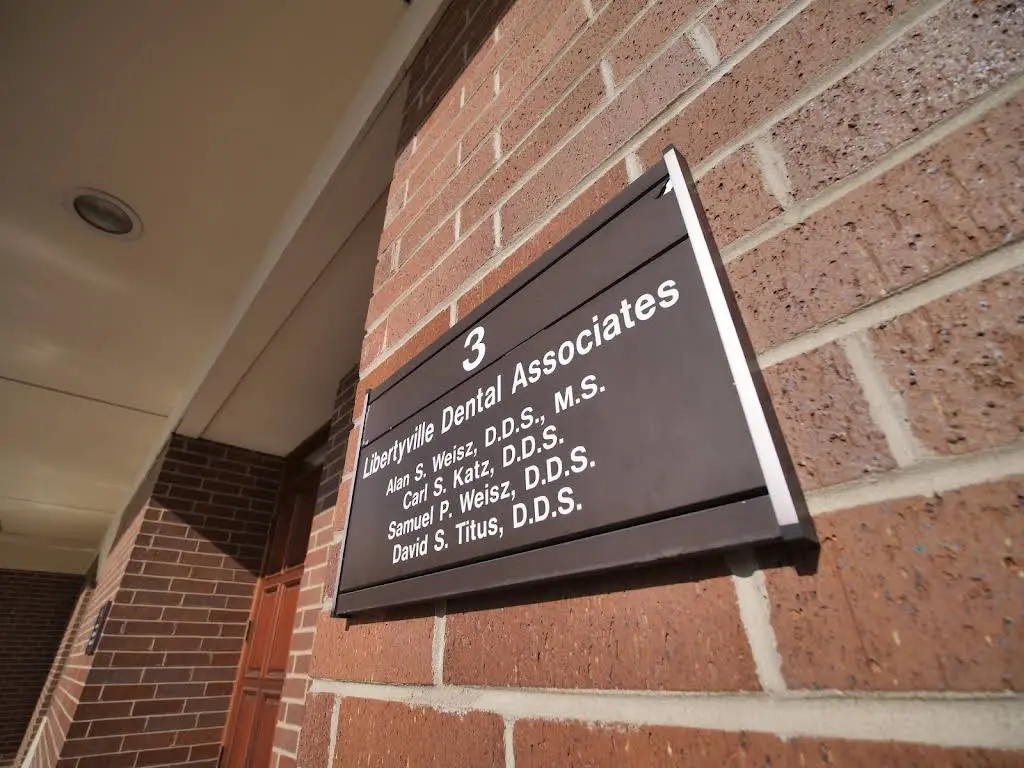 3
Libertyville Dental Associates
Alan S. Weisz, D.D.S., M.S.
Carl S. Katz, D.D.S.
Samuel P. Weisz, D.D.S.
David S. Titus, D.D.S.